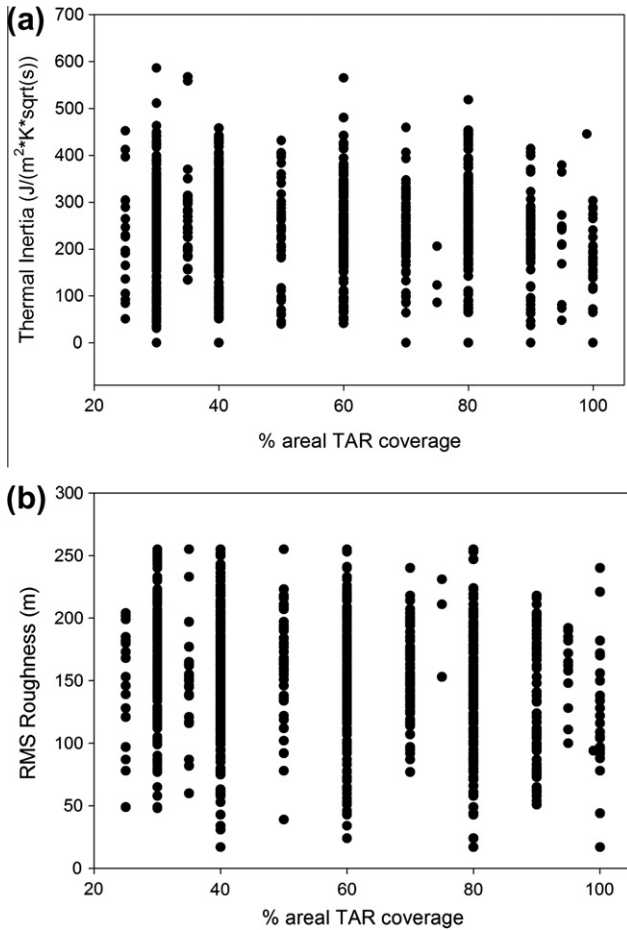 (a)
700
600
500
400
300
200
100
0
Thermal Inertia (J/(m²*K*sqrt(s))
20 40 60 80 100
% areal TAR coverage
(b)
300
250
200
150
100
50
0
RMS Roughness (m)
20 40 60 80 100
% areal TAR coverage